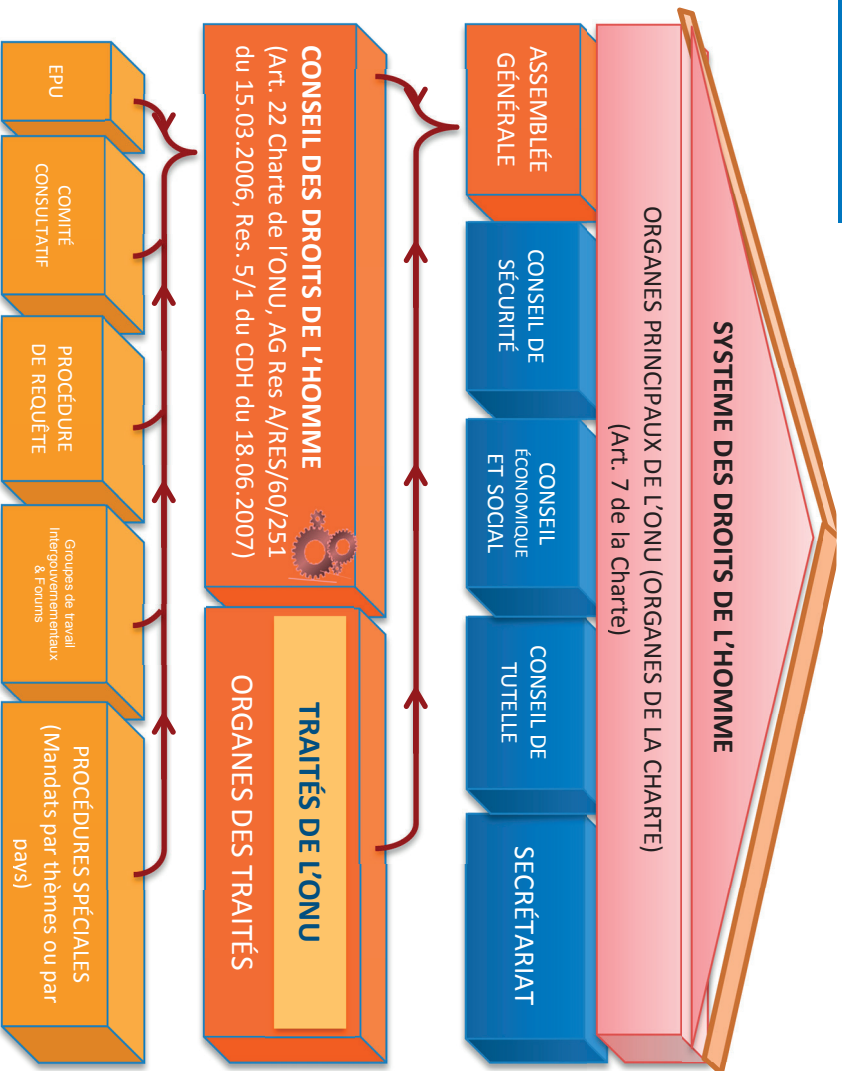 SYSTEME DES DROITS DE L'HOMME
ORGANES PRINCIPAUX DE L'ONU (ORGANES DE LA CHARTE)
(Art. 7 de la Charte)
ASSEMBLÉE
GÉNÉRALE
CONSEIL DE
SÉCURITÉ
CONSEIL
ÉCONOMIQUE
ET SOCIAL
CONSEIL DE
TUTELLE
SECRÉTARIAT
CONSEIL DES DROITS DE L'HOMME
(Art. 22 Charte de l'ONU, AG Res A/RES/60/251
du 15.03.2006, Res. 5/1 du CDH du 18.06.2007)
TRAITÉS DE L'ONU
ORGANES DES TRAITÉS
EPU
COMITÉ
CONSULTATIF
PROCÉDURE
DE REQUÊTE
Groupes de travail
Intergouvernementaux
& Forums
PROCÉDURES SPÉCIALES
(Mandats par thèmes ou par
pays)